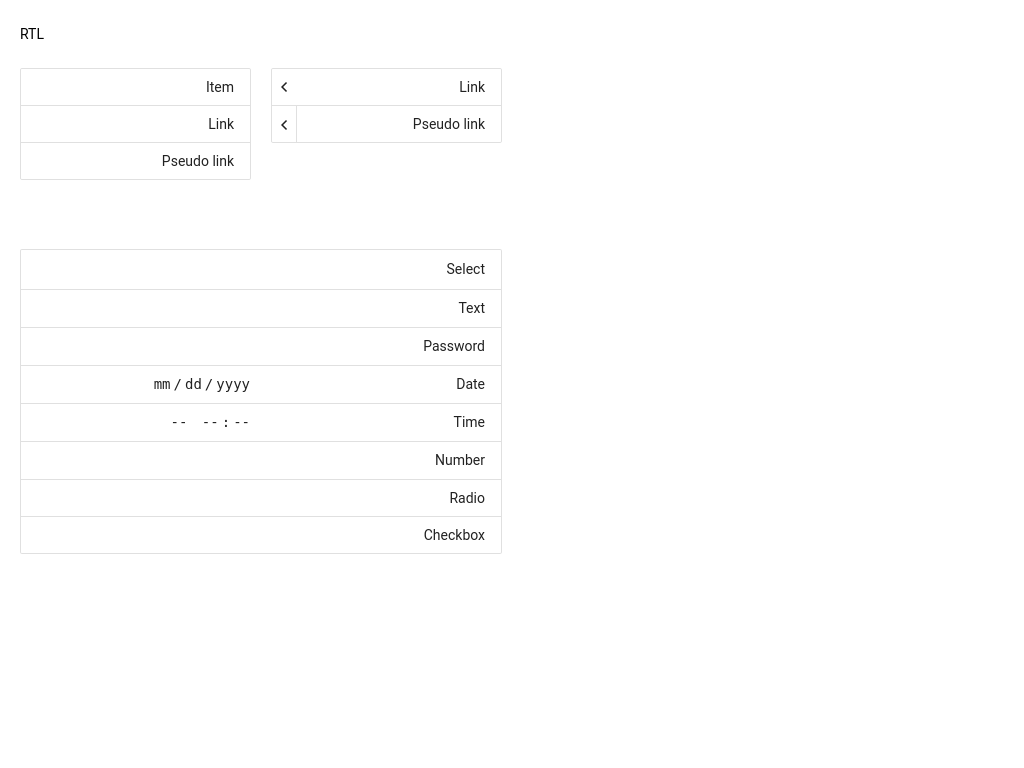 RTL
Item
Link
Pseudo link
Link
Pseudo link
Select
Text
Password
Date
mm/dd/yyyy
Time
-- --:--
Number
Radio
Checkbox